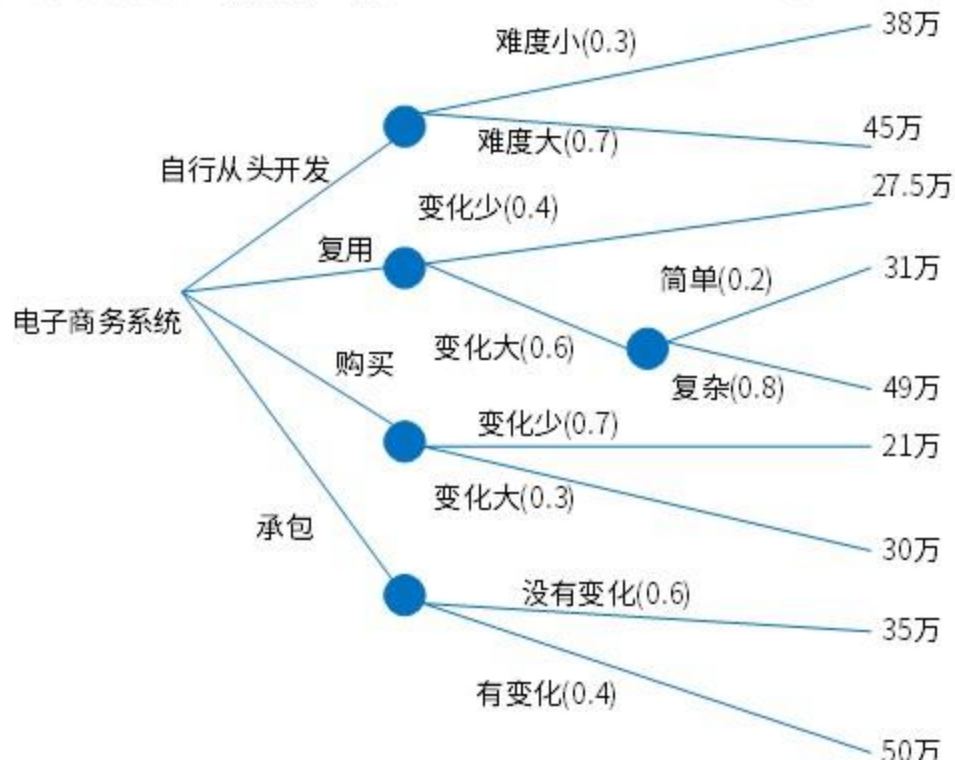 38万
难度小(0.3)
45万
难度大(0.7)
自行从头开发
27.5万
变化少(0.4)
复用
31万
简单(0.2)
电子商务系统
变化大(0.6)
购买
49万
复杂(0.8)
变化少(0.7)
21万
变化大(0.3)
承包
30万
没有变化(0.6)
35万
有变化(0.4)
50万